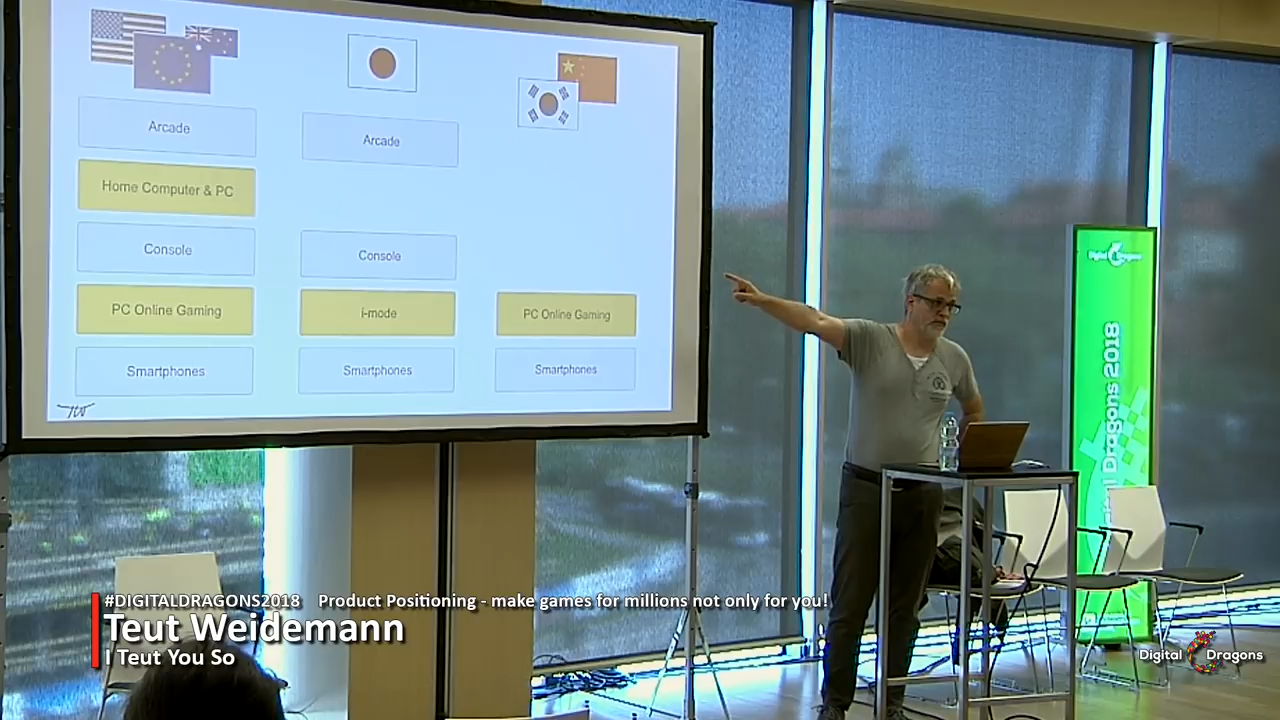 Arcade
Arcade
Home Computer & PC
Console
Console
PC Online Gaming
i-mode
PC Online Gaming
Smartphones
Smartphones
Smartphones
Digital Dragons
Digital Dragons 2018
#DIGITALDRAGONS2018 Product Positioning - make games for millions not only for you!
Teut Weidemann
I Teut You So
Digital Dragons